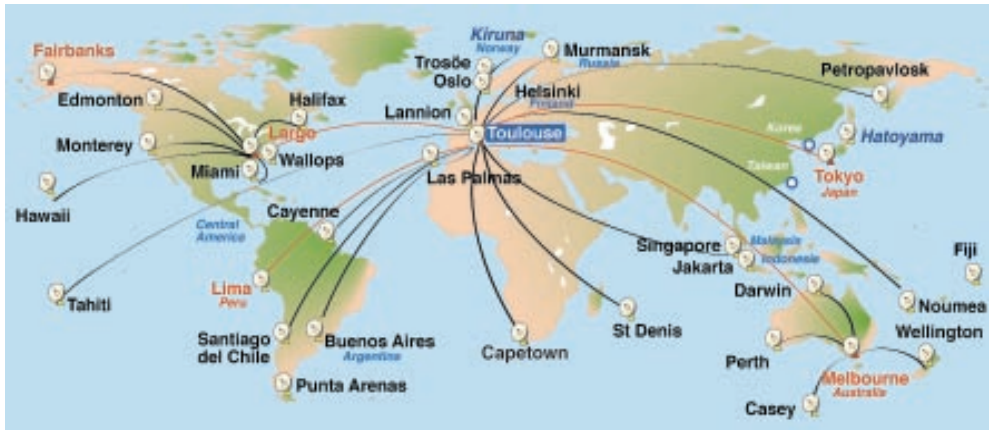 Kiruna
Norway
Fairbanks
Trosöe
Murmansk
Russia
Oslo
Petropavlosk
Edmonton
Helsinki
Finland
Halifax
Lannion
Largo
Toulouse
Korea
Hatoyama
Monterey
Wallops
Miami
Las Palmas
Taiwan
Tokyo
Japan
Hawaii
Cayenne
Central
America
Singapore
Malaysia
Fiji
Jakarta
Indonesie
Tahiti
Lima
Peru
Darwin
Noumea
St Denis
Santiago
del Chile
Buenos Aires
Argentine
Capetown
Wellington
Perth
Punta Arenas
Melbourne
Australia
Casey